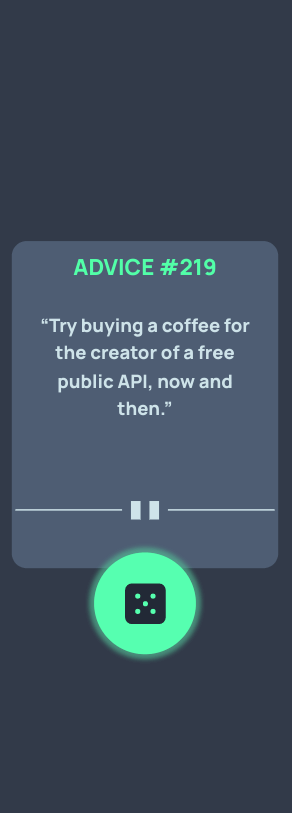 ADVICE #219
“Try buying a coffee for
the creator of a free
public API, now and
then.”